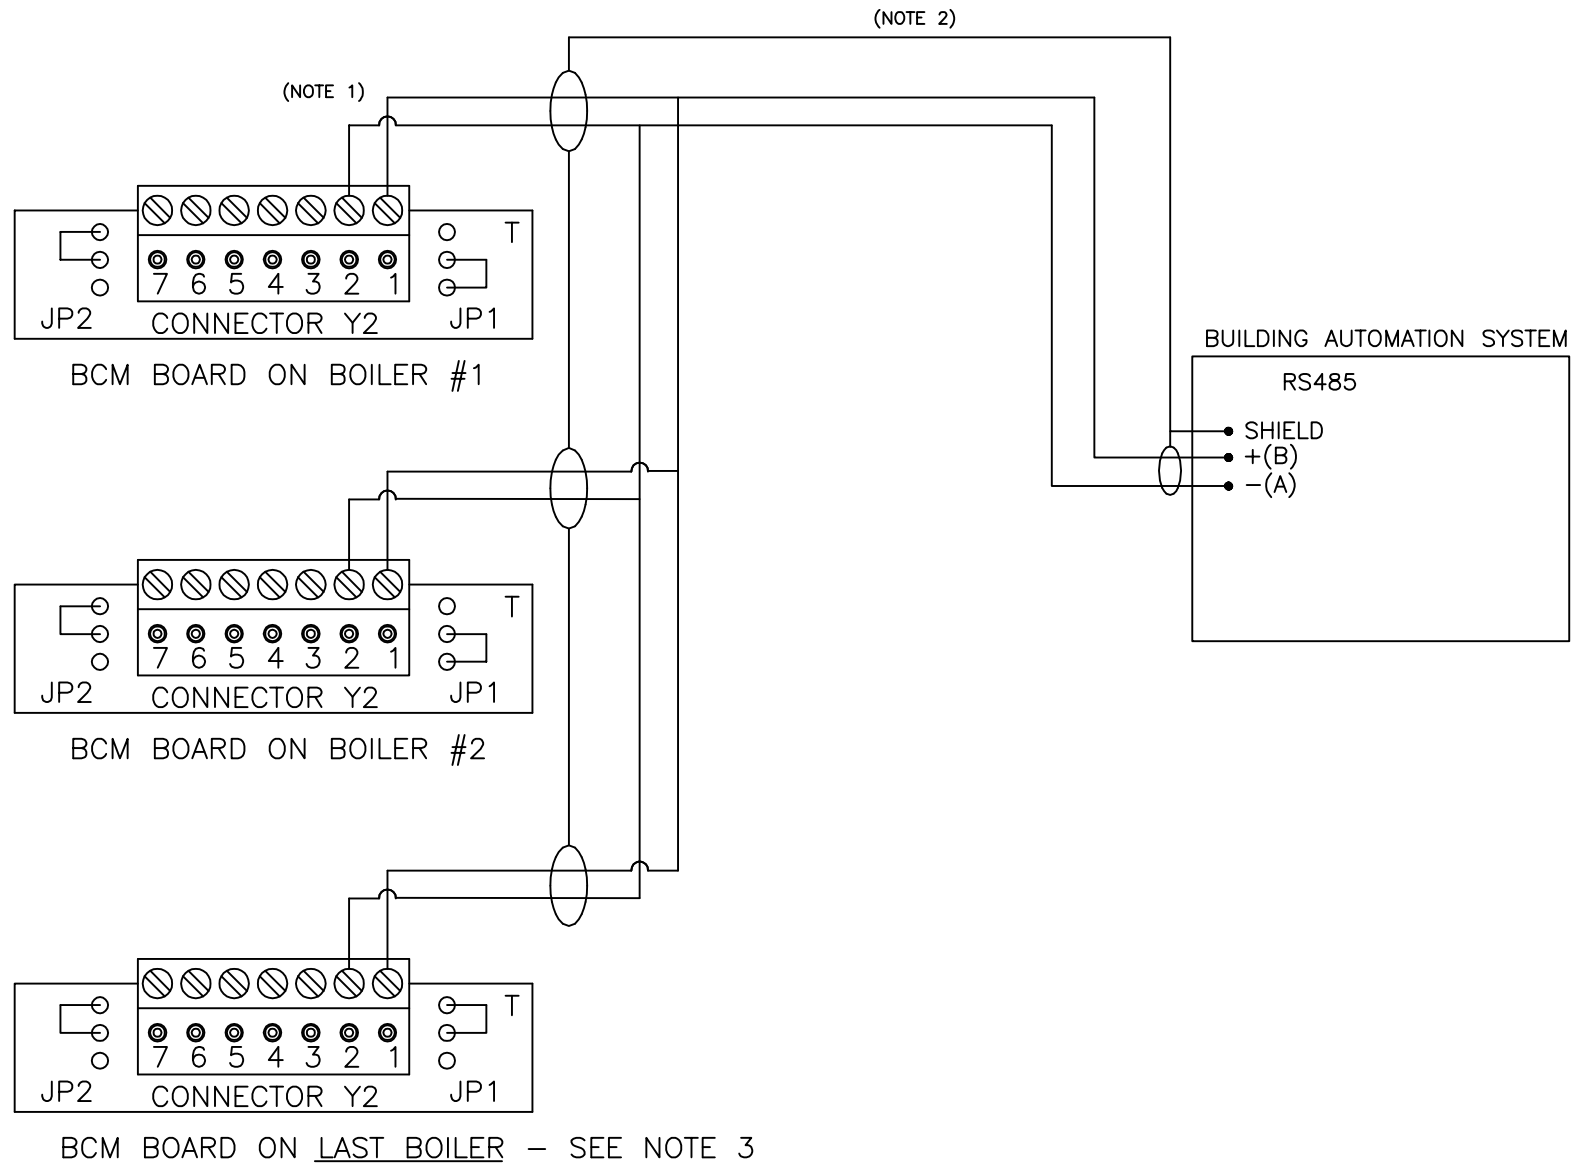 (NOTE 2)
(NOTE 1)
T
7 6 5 4 3 2 1
JP2 CONNECTOR Y2 JP1
BCM BOARD ON BOILER #1
BUILDING AUTOMATION SYSTEM
RS485
SHIELD
+(B)
-(A)
T
7 6 5 4 3 2 1
JP2 CONNECTOR Y2 JP1
BCM BOARD ON BOILER #2
T
7 6 5 4 3 2 1
JP2 CONNECTOR Y2 JP1
BCM BOARD ON LAST BOILER - SEE NOTE 3